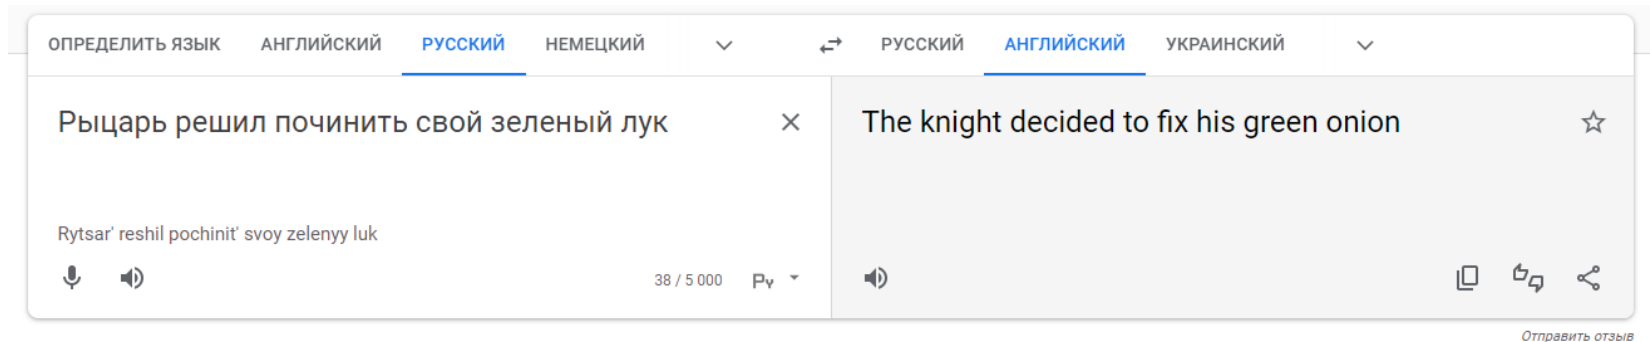 ОПРЕДЕЛИТЬ ЯЗЫК АНГЛИЙСКИЙ РУССКИЙ НЕМЕЦКИЙ РУССКИЙ АНГЛИЙСКИЙ УКРАИНСКИЙ
Рыцарь решил починить свой зеленый лук
The knight decided to fix his green onion
Rytsar' reshil pochinit' svoy zelenyy luk
38 / 5 000 Ру
Отправить отзыв